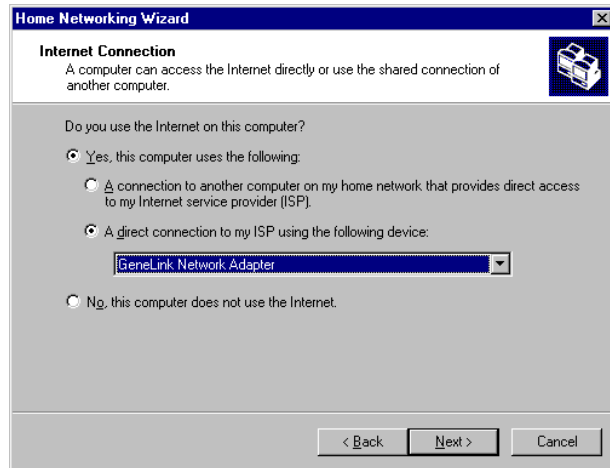 Home Networking Wizard
Internet Connection
A computer can access the Internet directly or use the shared connection of
another computer.
Do you use the Internet on this computer?
Yes, this computer uses the following:
A connection to another computer on my home network that provides direct access
to my Internet service provider (ISP).
A direct connection to my ISP using the following device:
GeneLink Network Adapter
No, this computer does not use the Internet.
< Back
Next >
Cancel